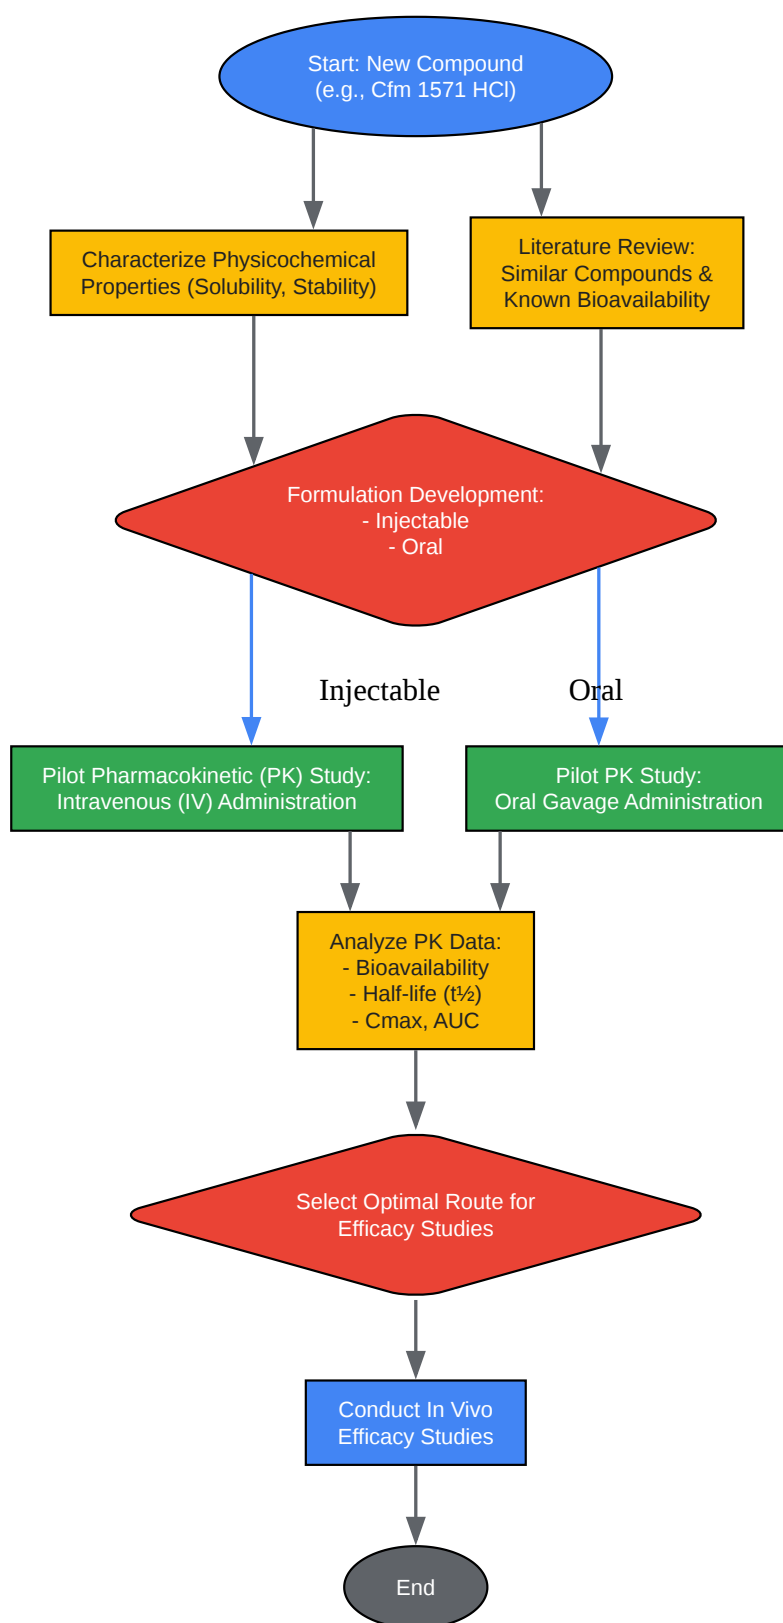 Start: New Compound
(e.g., Cfm 1571 HCl)
Characterize Physicochemical
Properties (Solubility, Stability)
Literature Review:
Similar Compounds &
Known Bioavailability
Formulation Development:
- Injectable
- Oral
Injectable
Oral
Pilot Pharmacokinetic (PK) Study:
Intravenous (IV) Administration
Pilot PK Study:
Oral Gavage Administration
Analyze PK Data:
- Bioavailability
- Half-life (t½)
- Cmax, AUC
Select Optimal Route for
Efficacy Studies
Conduct In Vivo
Efficacy Studies
End